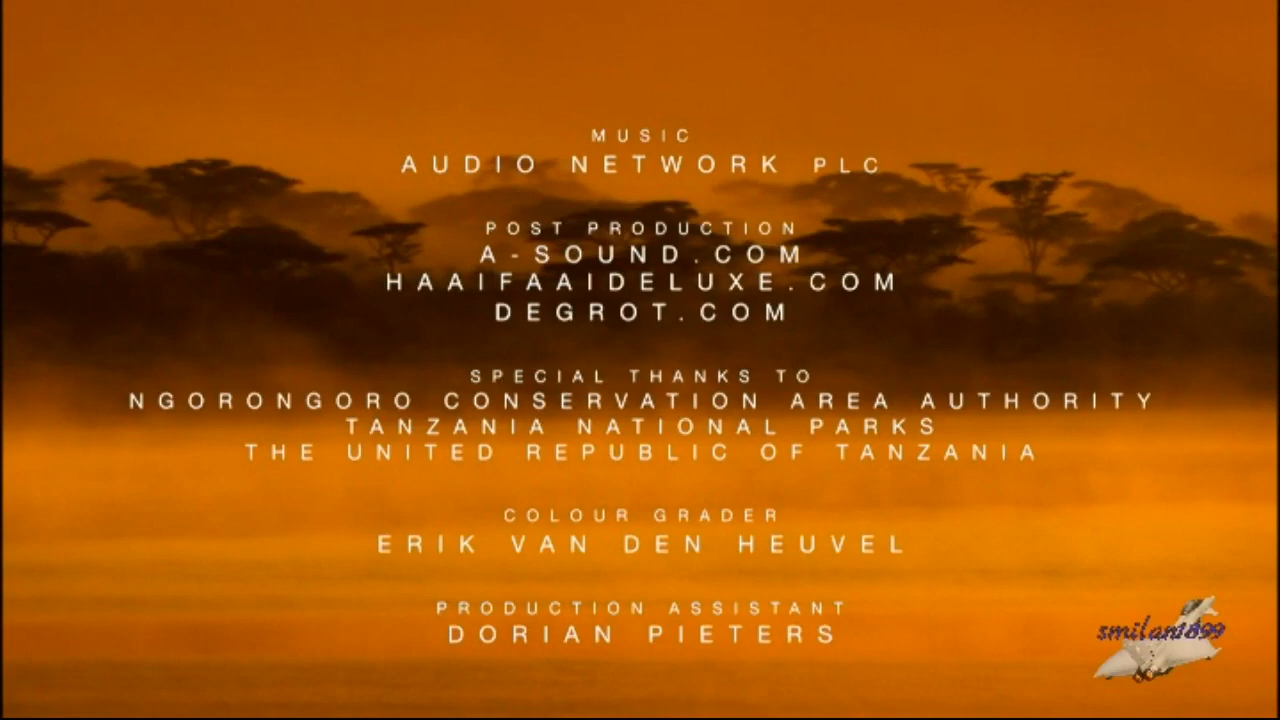 MUSIC
AUDIO NETWORK PLC
POST PRODUCTION
A-SOUND.COM
HAAIFAAIDELUXE.COM
DEGROT.COM
SPECIAL THANKS TO
NGORONGORO CONSERVATION AREA AUTHORITY
TANZANIA NATIONAL PARKS
THE UNITED REPUBLIC OF TANZANIA
COLOUR GRADER
ERIK VAN DEN HEUVEL
PRODUCTION ASSISTANT
DORIAN PIETERS
smilan1899